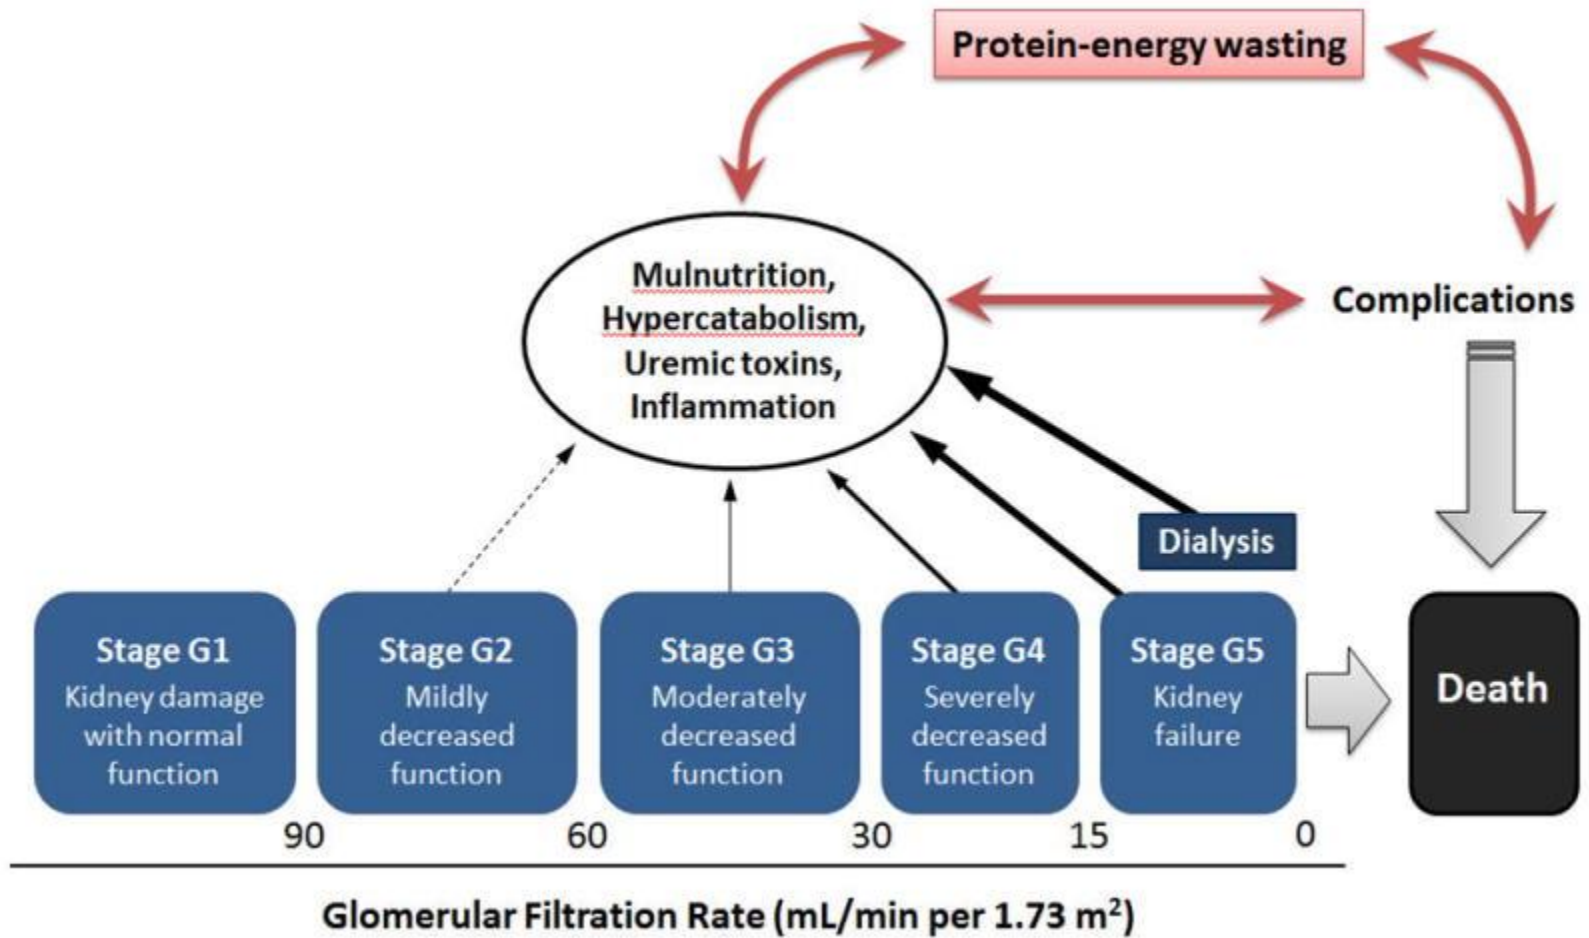 Protein-energy wasting
Mulnutrition,
Hypercatabolism,
Uremic toxins,
Inflammation
Complications
Dialysis
Stage G1
Kidney damage
with normal
function
Stage G2
Mildly
decreased
function
Stage G3
Moderately
decreased
function
Stage G4
Severely
decreased
function
Stage G5
Kidney
failure
Death
90
60
30
15
0
Glomerular Filtration Rate (mL/min per 1.73 m²)